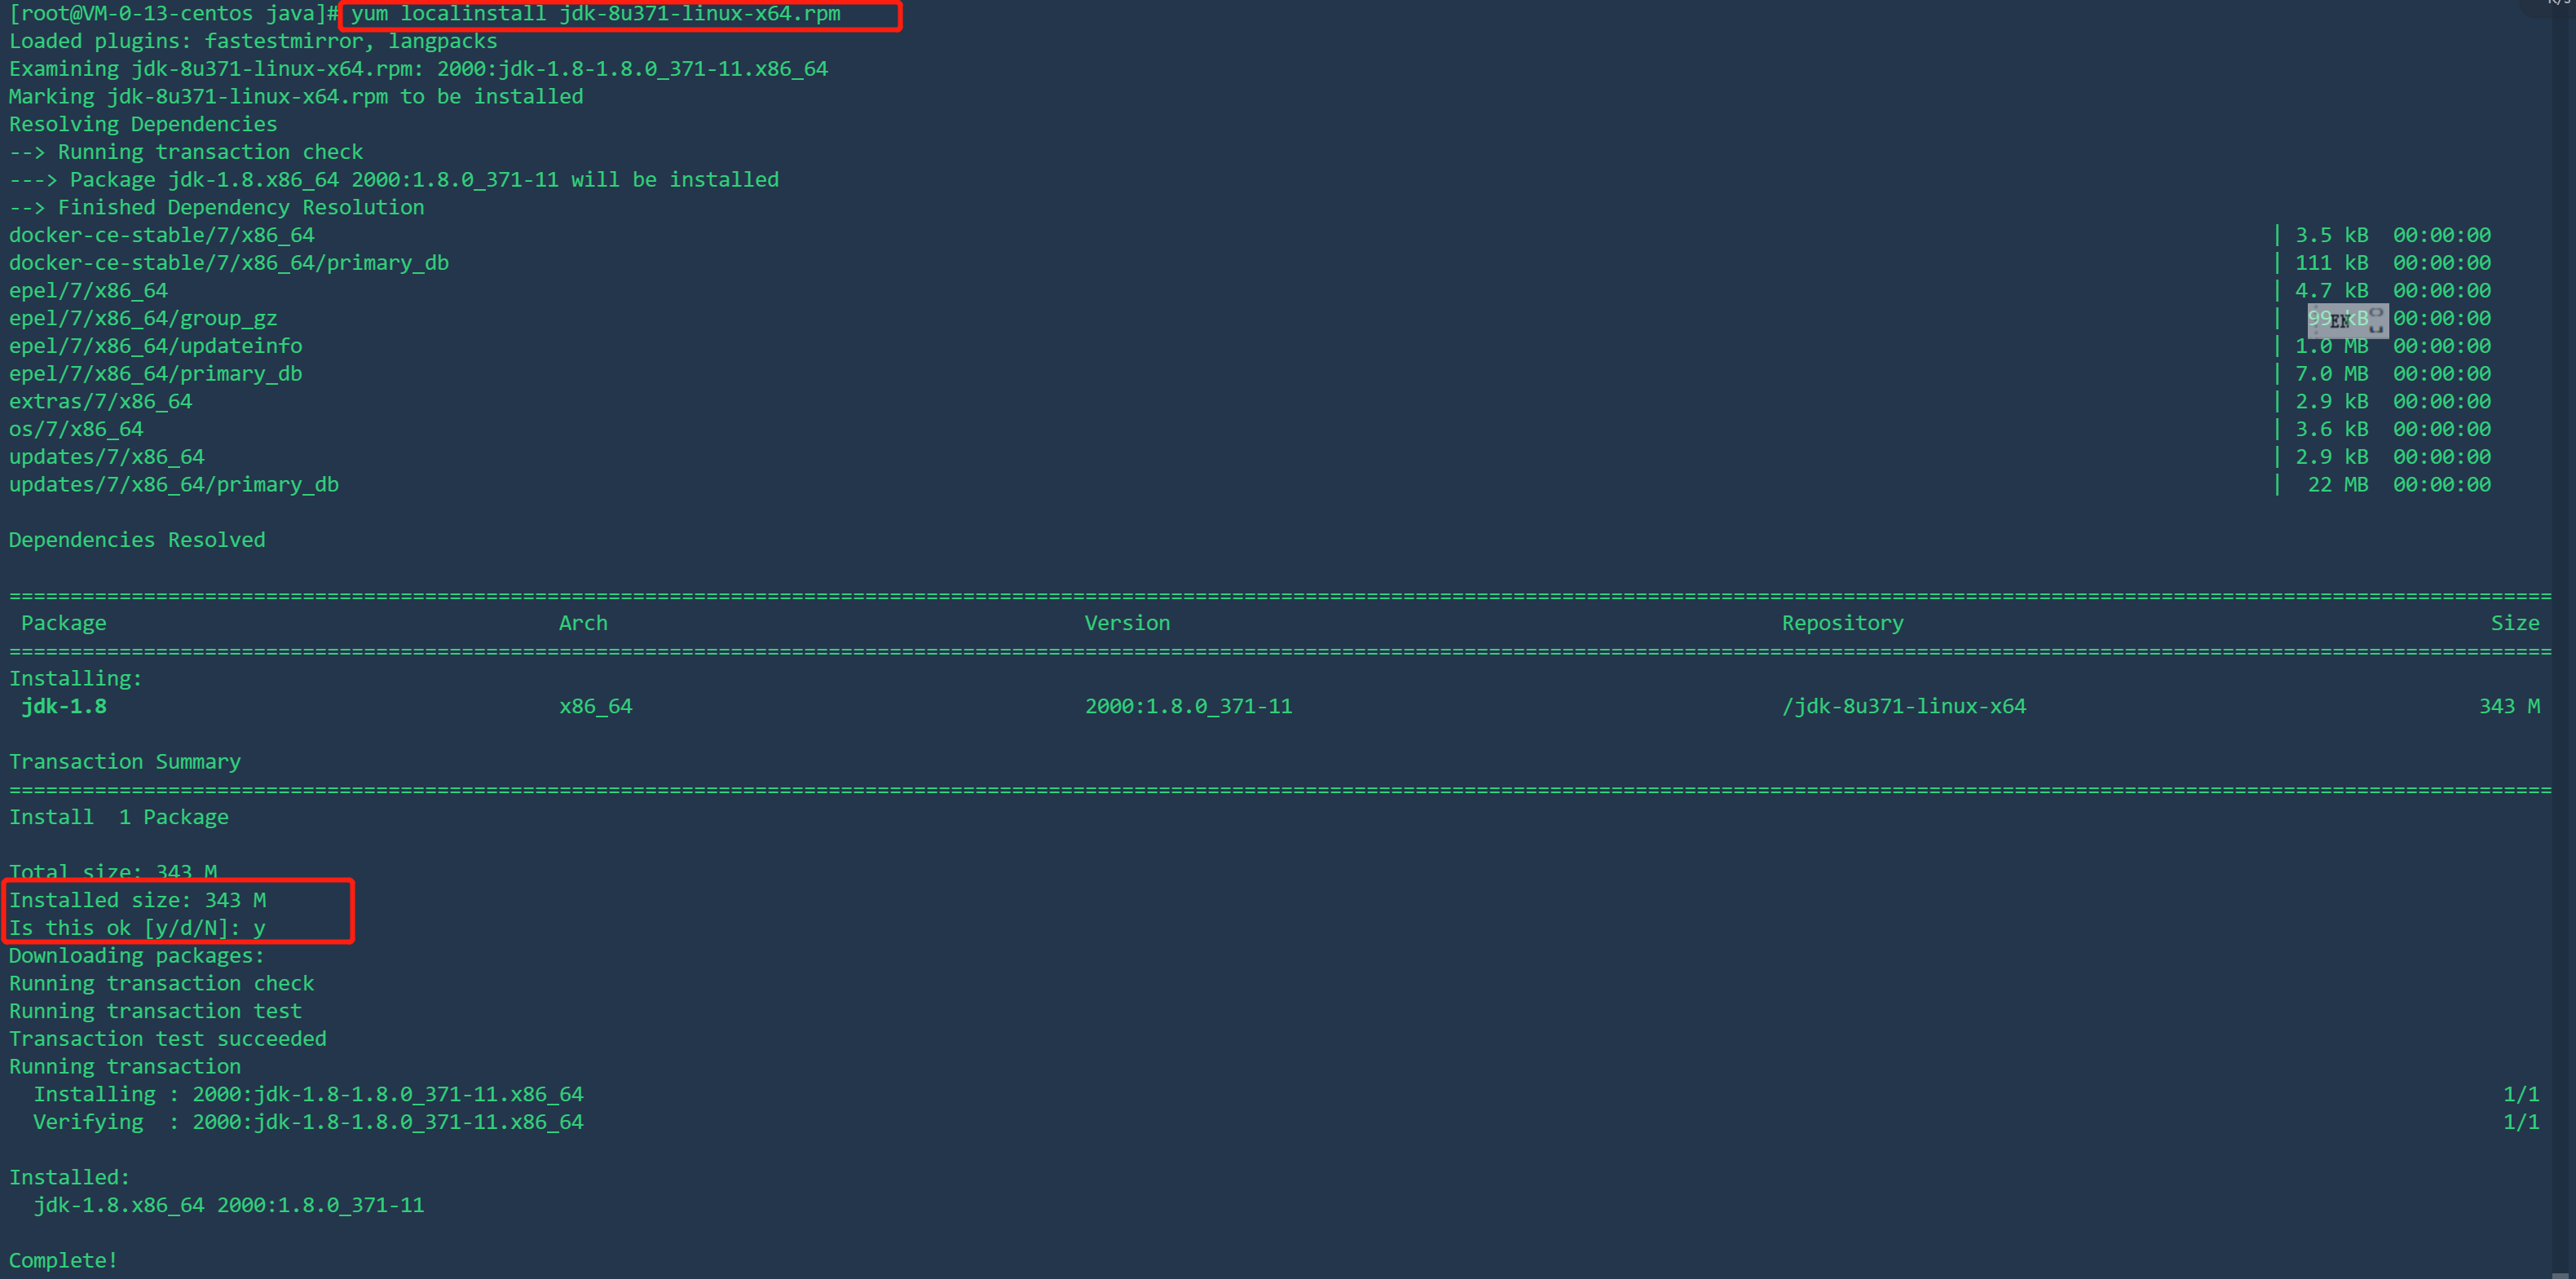 [root@VM-0-13-centos java]# yum localinstall jdk-8u371-linux-x64.rpm
Loaded plugins: fastestmirror, langpacks
Examining jdk-8u371-linux-x64.rpm: 2000:jdk-1.8-1.8.0_371-11.x86_64
Marking jdk-8u371-linux-x64.rpm to be installed
Resolving Dependencies
--> Running transaction check
---> Package jdk-1.8.x86_64 2000:1.8.0_371-11 will be installed
--> Finished Dependency Resolution
docker-ce-stable/7/x86_64 | 3.5 kB 00:00:00
docker-ce-stable/7/x86_64/primary_db | 111 kB 00:00:00
epel/7/x86_64 | 4.7 kB 00:00:00
epel/7/x86_64/group_gz | 99 kB 00:00:00
EN
epel/7/x86_64/updateinfo | 1.0 MB 00:00:00
epel/7/x86_64/primary_db | 7.0 MB 00:00:00
extras/7/x86_64 | 2.9 kB 00:00:00
os/7/x86_64 | 3.6 kB 00:00:00
updates/7/x86_64 | 2.9 kB 00:00:00
updates/7/x86_64/primary_db | 22 MB 00:00:00
Dependencies Resolved
Package Arch Version Repository Size
Installing:
jdk-1.8 x86_64 2000:1.8.0_371-11 /jdk-8u371-linux-x64 343 M
Transaction Summary
Install 1 Package
Total size: 343 M
Installed size: 343 M
Is this ok [y/d/N]: y
Downloading packages:
Running transaction check
Running transaction test
Transaction test succeeded
Running transaction
Installing : 2000:jdk-1.8-1.8.0_371-11.x86_64 1/1
Verifying : 2000:jdk-1.8-1.8.0_371-11.x86_64 1/1
Installed:
jdk-1.8.x86_64 2000:1.8.0_371-11
Complete!